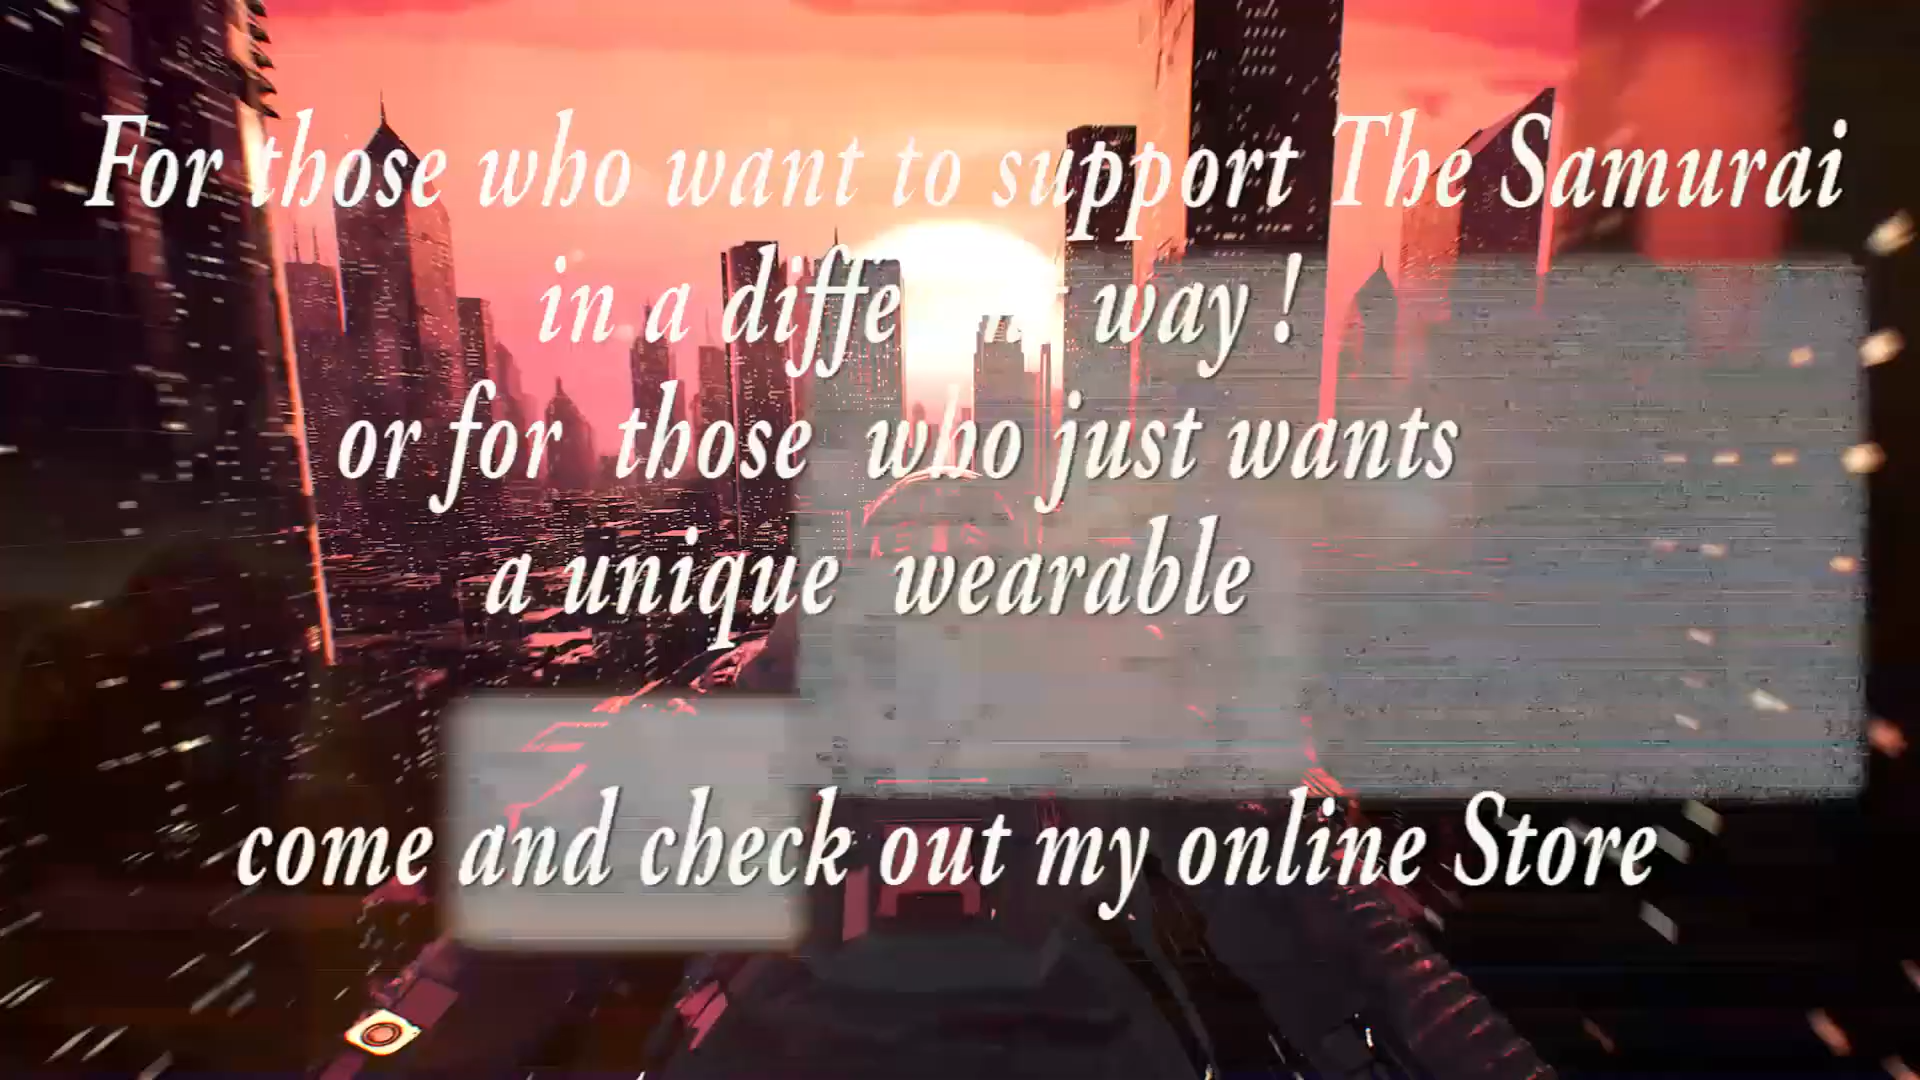 For those who want to support The Samurai
in a way !
or for those who just wants
a unique wearable
come and check out my online Store